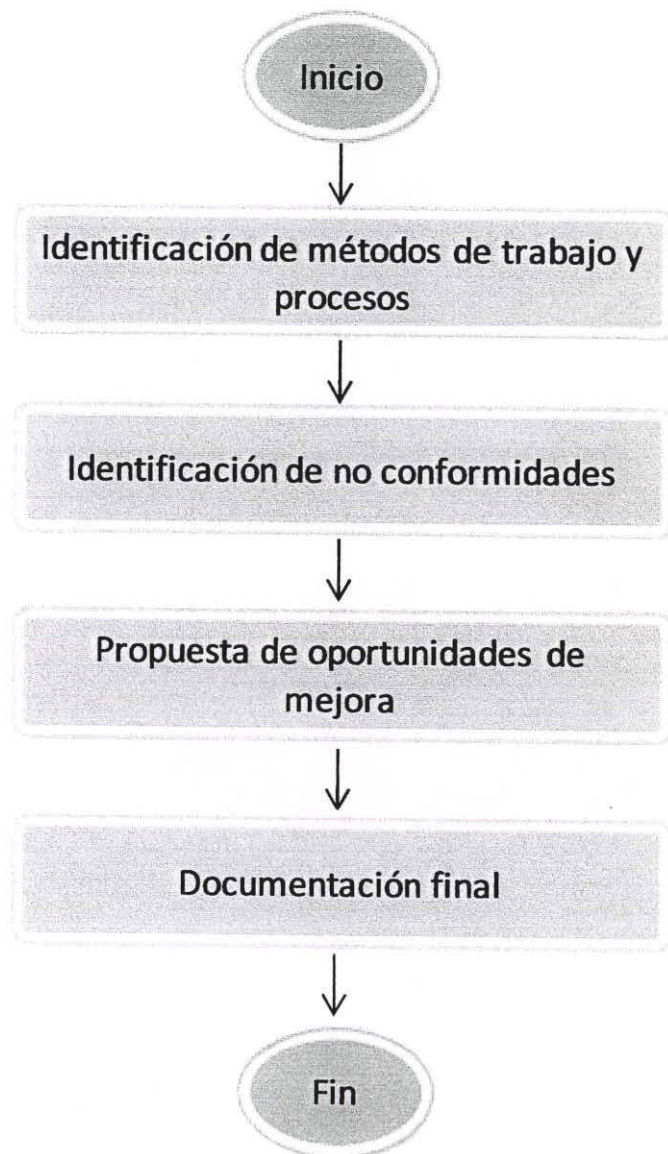 Inicio
Identificación de métodos de trabajo y
procesos
Identificación de no conformidades
Propuesta de oportunidades de
mejora
Documentación final
Fin